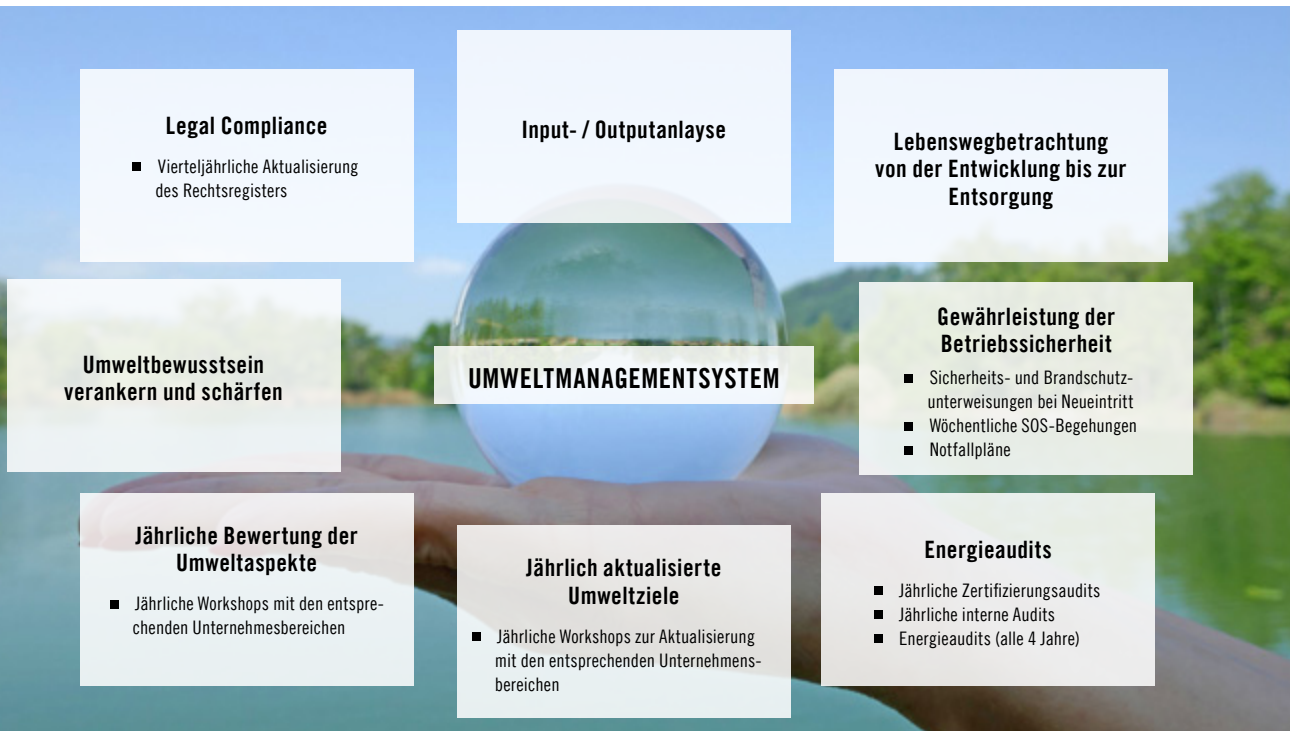 Legal Compliance
■ Vierteljährliche Aktualisierung
des Rechtsregisters
Input- / Outputanlayse
Lebenswegbetrachtung
von der Entwicklung bis zur
Entsorgung
Umweltbewusstsein
verankern und schärfen
UMWELTMANAGEMENTSYSTEM
Gewährleistung der
Betriebssicherheit
■ Sicherheits- und Brandschutz-
unterweisungen bei Neueintritt
■ Wöchentliche SOS-Begehungen
■ Notfallpläne
Jährliche Bewertung der
Umweltaspekte
■ Jährliche Workshops mit den entspre-
chenden Unternehmesbereichen
Jährlich aktualisierte
Umweltziele
■ Jährliche Workshops zur Aktualisierung
mit den entsprechenden Unternehmens-
bereichen
Energieaudits
■ Jährliche Zertifizierungsaudits
■ Jährliche interne Audits
■ Energieaudits (alle 4 Jahre)